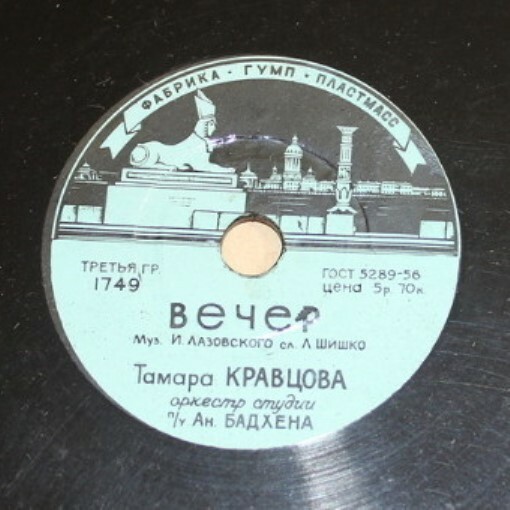 ФАБРИКА · ГУМП · ПЛАСТМАСС
ТРЕТЬЯ ГР.
1749
ГОСТ 5289-56
цена 5р. 70к.
Вечер
Муз. И. Лазовского сл. Л. Шишко
Тамара КРАВЦОВА
оркестр студии
п/у Ан. БАДХЕНА